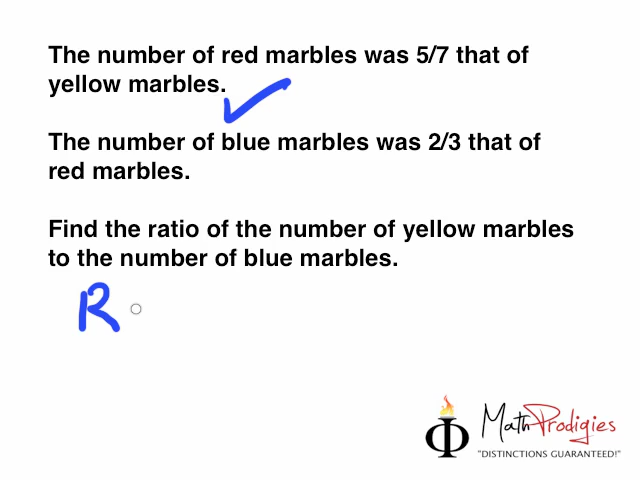 The number of red marbles was 5/7 that of
yellow marbles.
The number of blue marbles was 2/3 that of
red marbles.
Find the ratio of the number of yellow marbles
to the number of blue marbles.
R
Φ MathProdigies
"DISTINCTIONS GUARANTEED!"